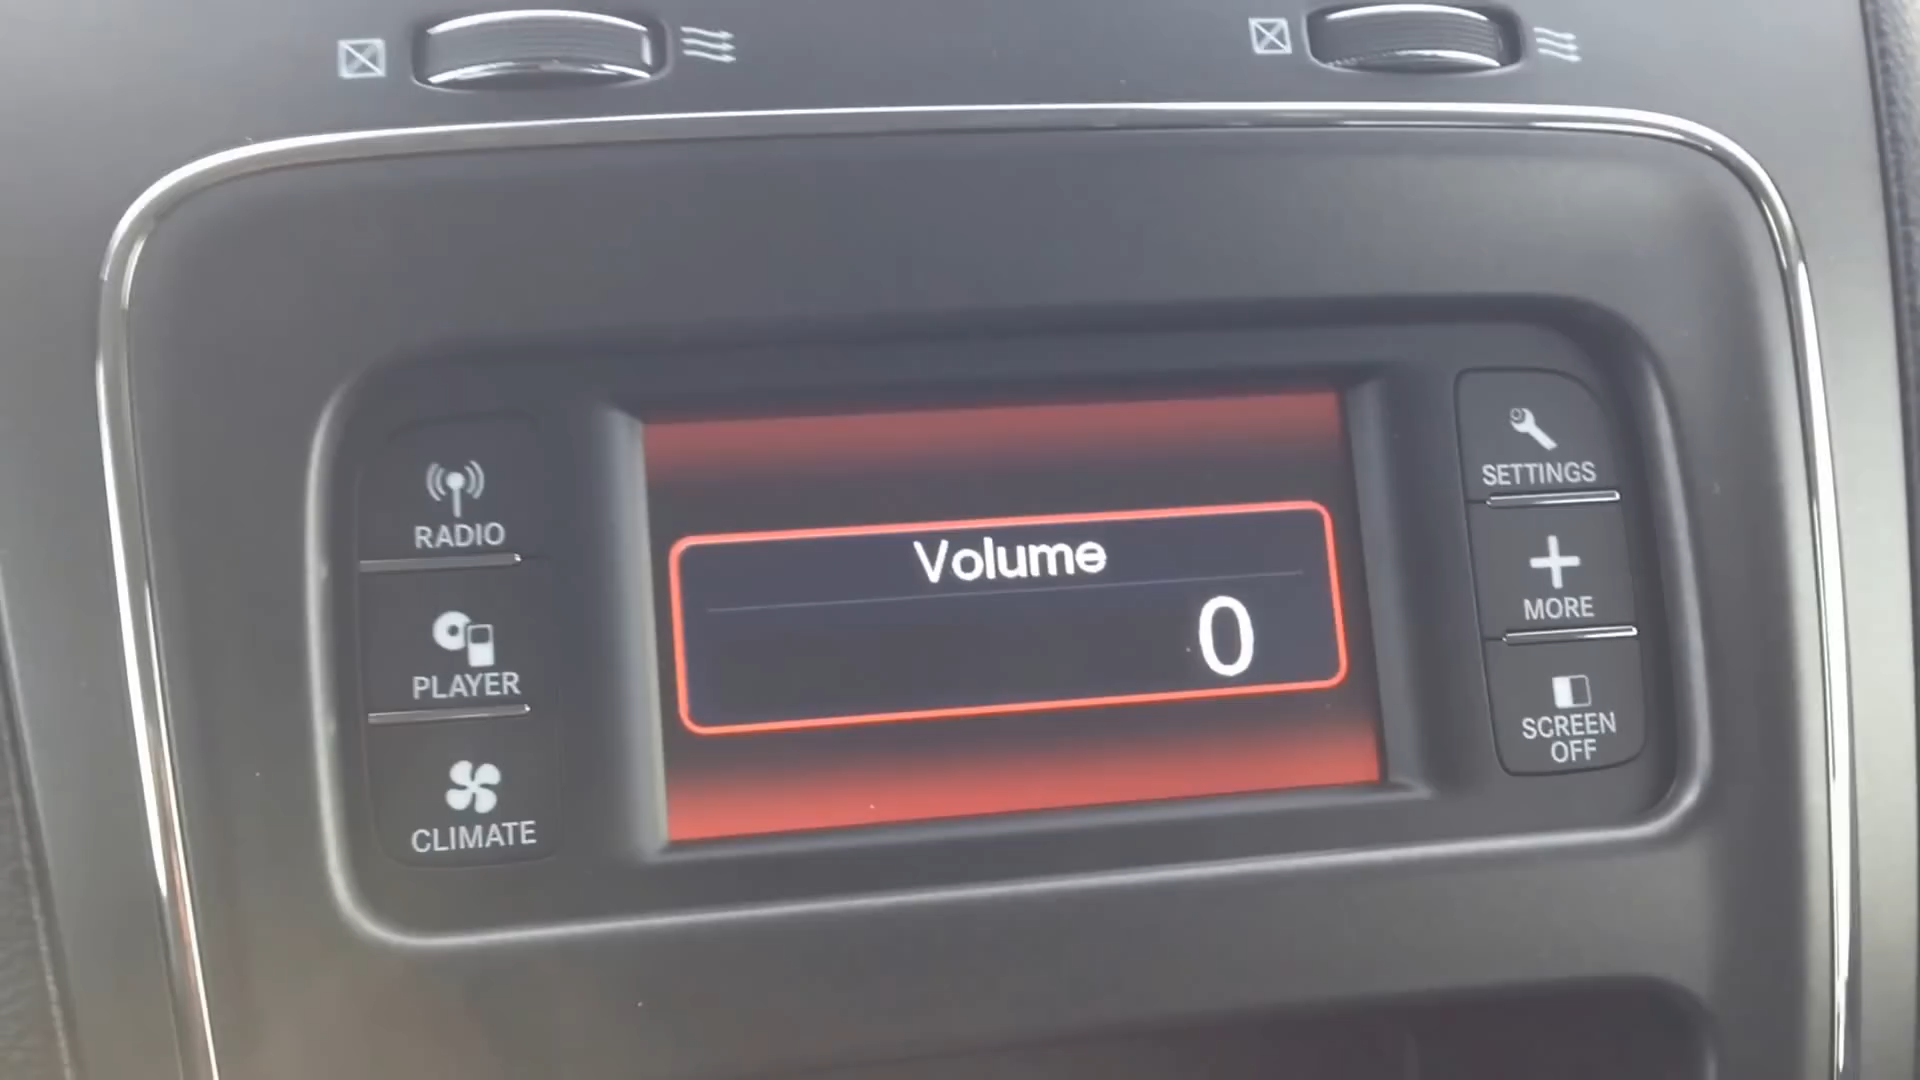 RADIO
PLAYER
CLIMATE
Volume
0
SETTINGS
MORE
SCREEN
OFF